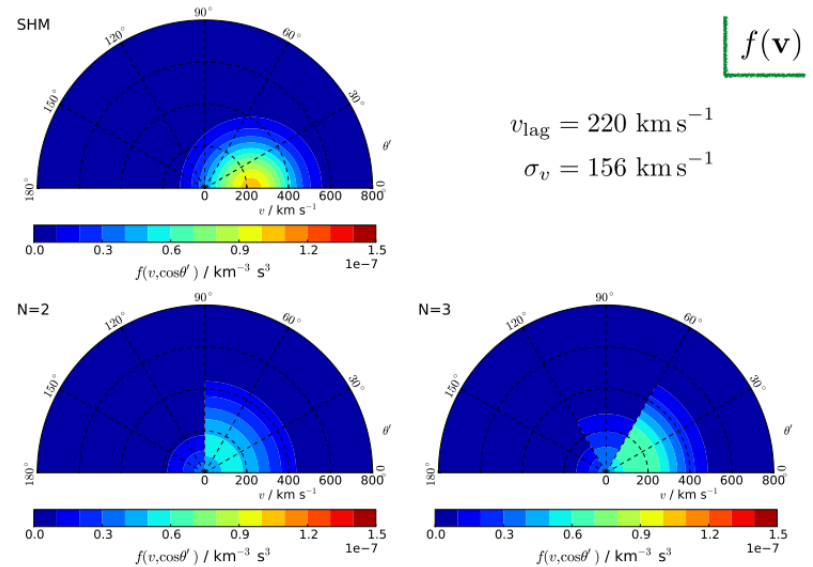 SHM
90°
120°
60°
150°
30°
θ′
180°
0°
0 200 400 600 800
v / km s⁻¹
0.0 0.3 0.6 0.9 1.2 1.5
1e−7
f(v,cosθ′) / km⁻³ s³
f(v)
v_lag = 220 km s⁻¹
σ_v = 156 km s⁻¹
N=2
90°
120°
60°
150°
30°
θ′
180°
0°
0 200 400 600 800
v / km s⁻¹
0.0 0.3 0.6 0.9 1.2 1.5
1e−7
f(v,cosθ′) / km⁻³ s³
N=3
90°
120°
60°
150°
30°
θ′
180°
0°
0 200 400 600 800
v / km s⁻¹
0.0 0.3 0.6 0.9 1.2 1.5
1e−7
f(v,cosθ′) / km⁻³ s³